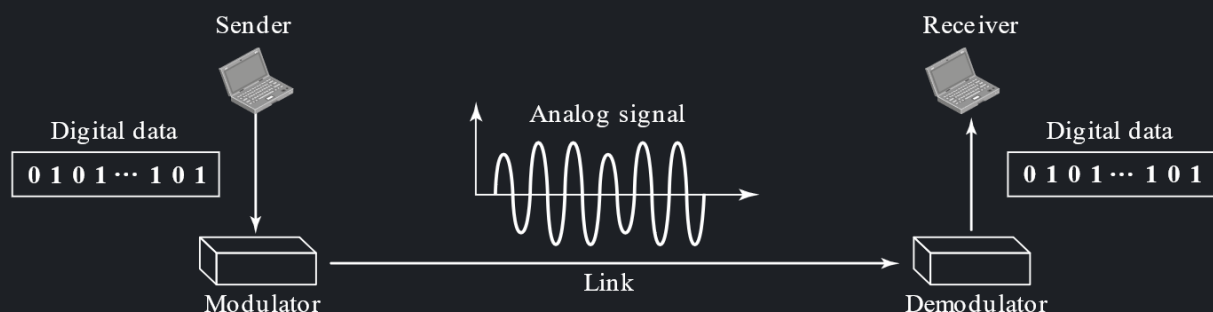 Sender
Receiver
Analog signal
Digital data
Digital data
0 1 0 1 ··· 1 0 1
0 1 0 1 ··· 1 0 1
Link
Modulator
Demodulator